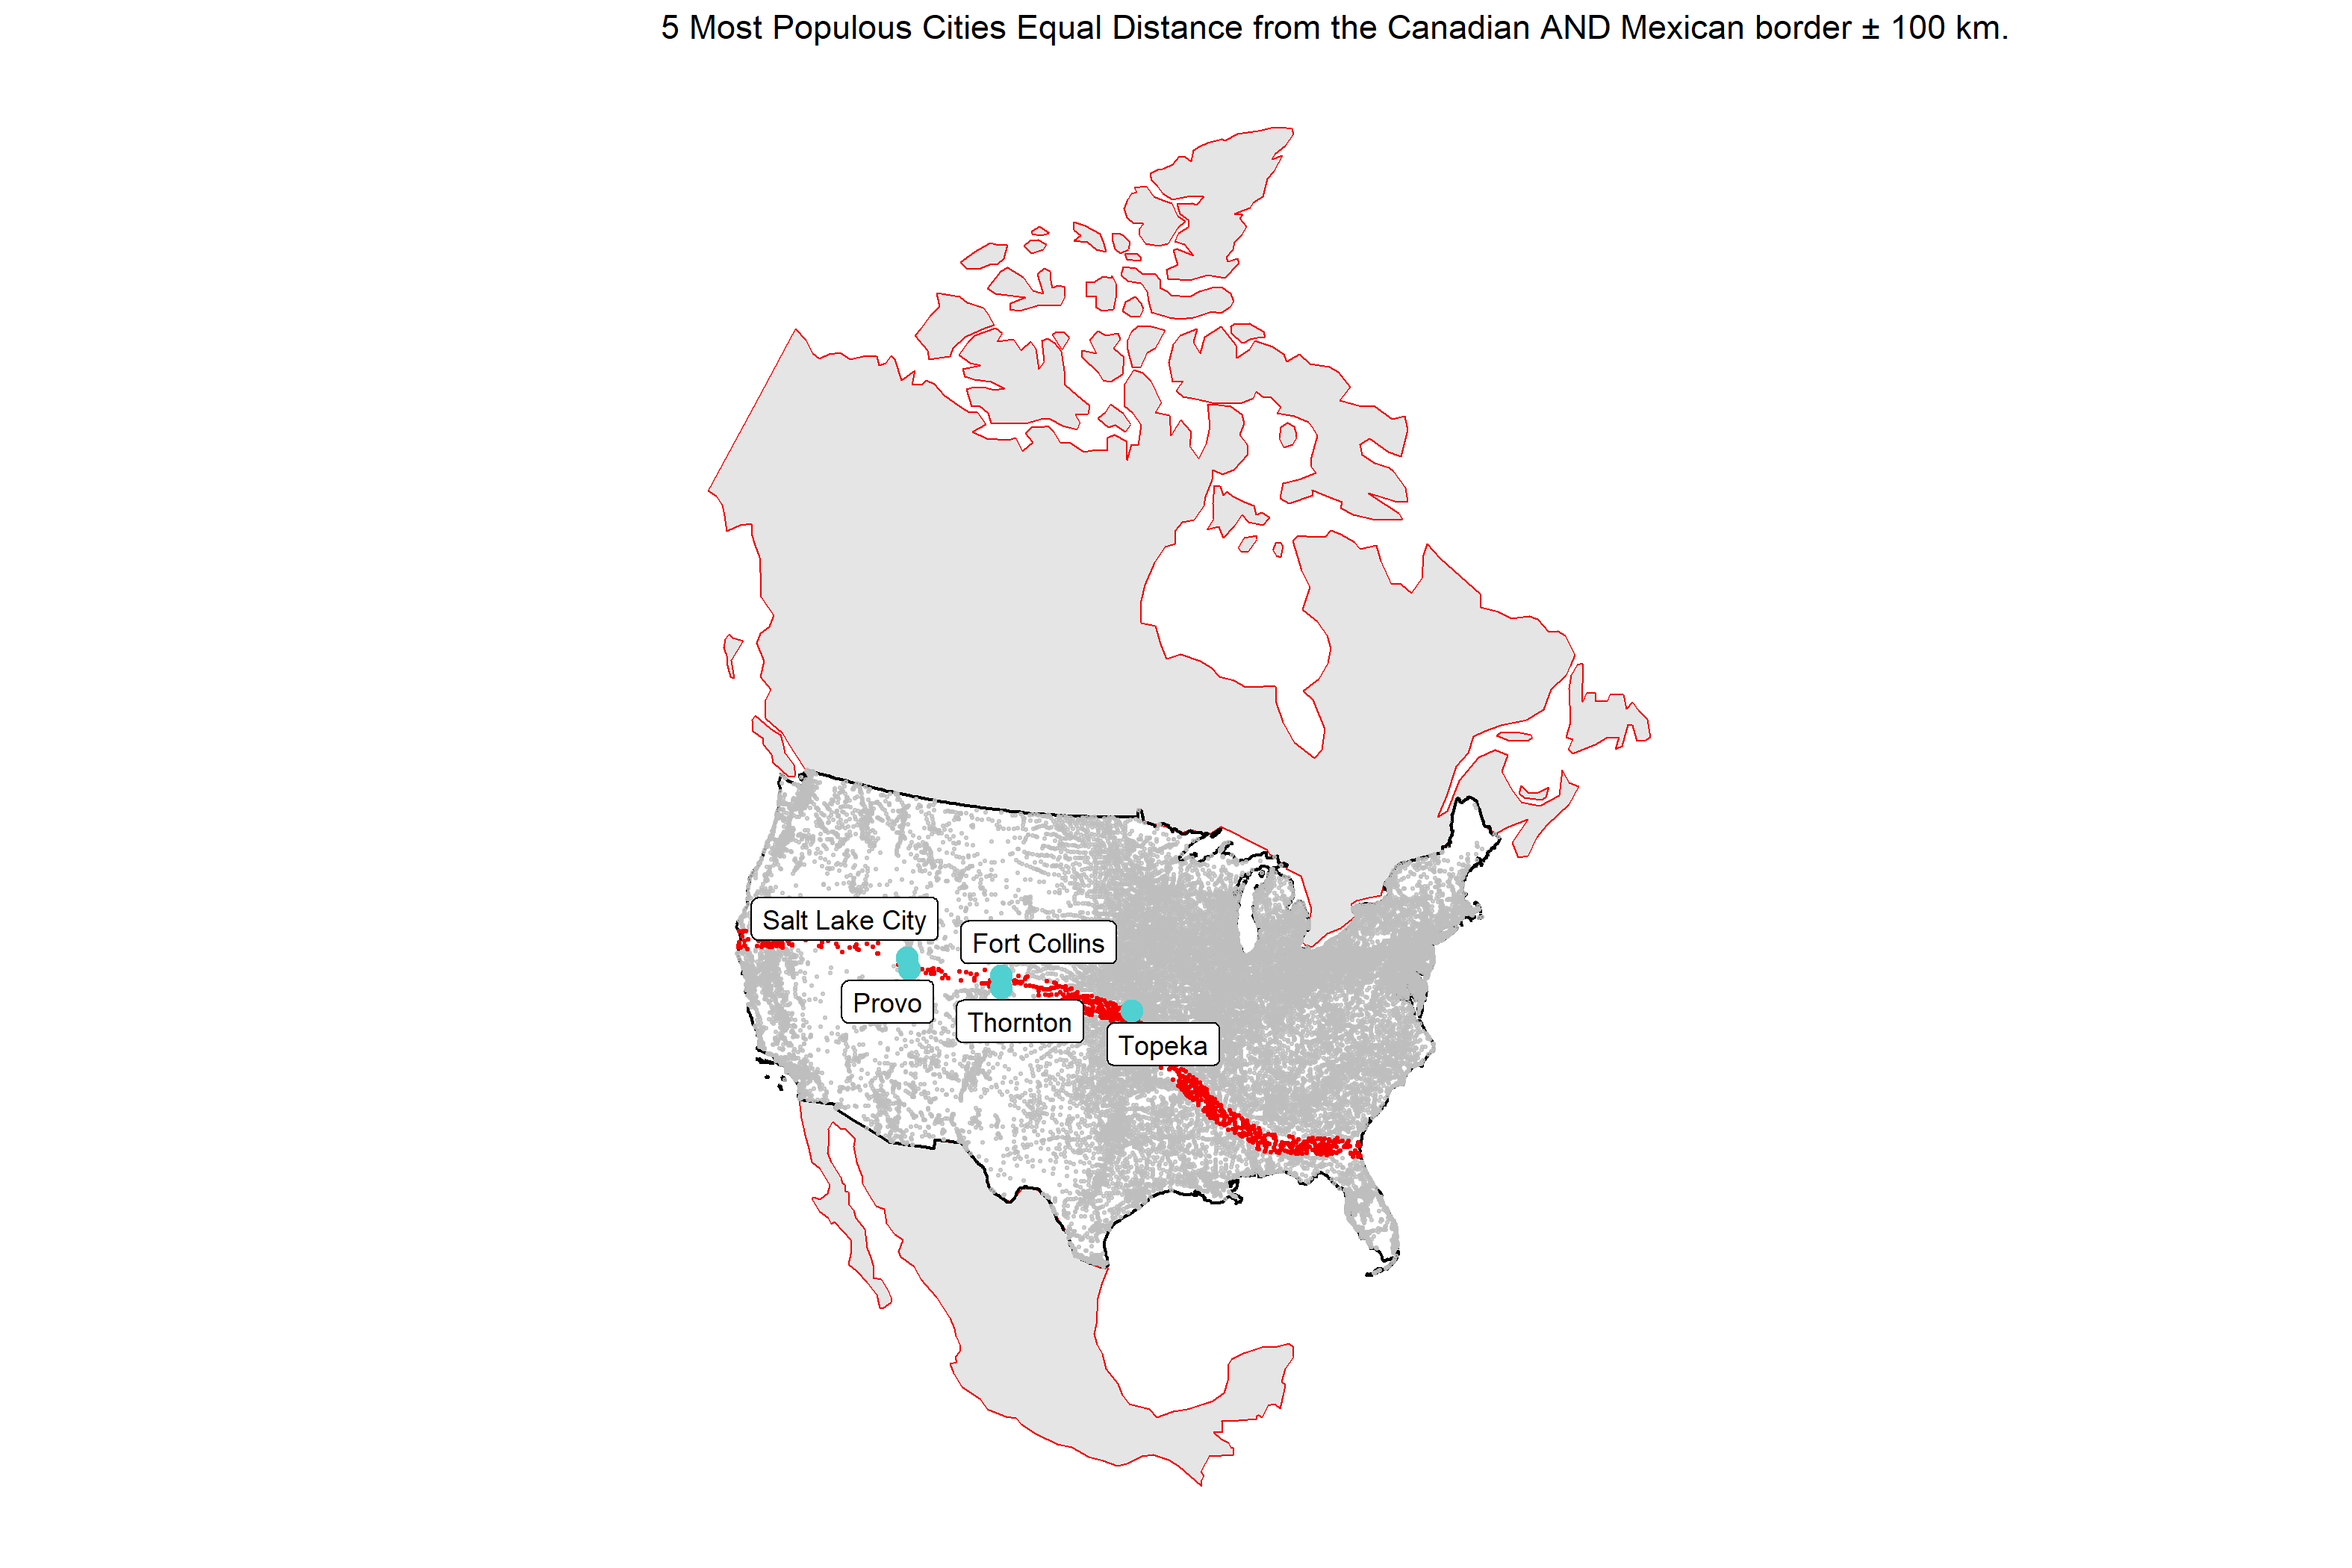 5 Most Populous Cities Equal Distance from the Canadian AND Mexican border ± 100 km.
Salt Lake City
Fort Collins
Provo
Thornton
Topeka